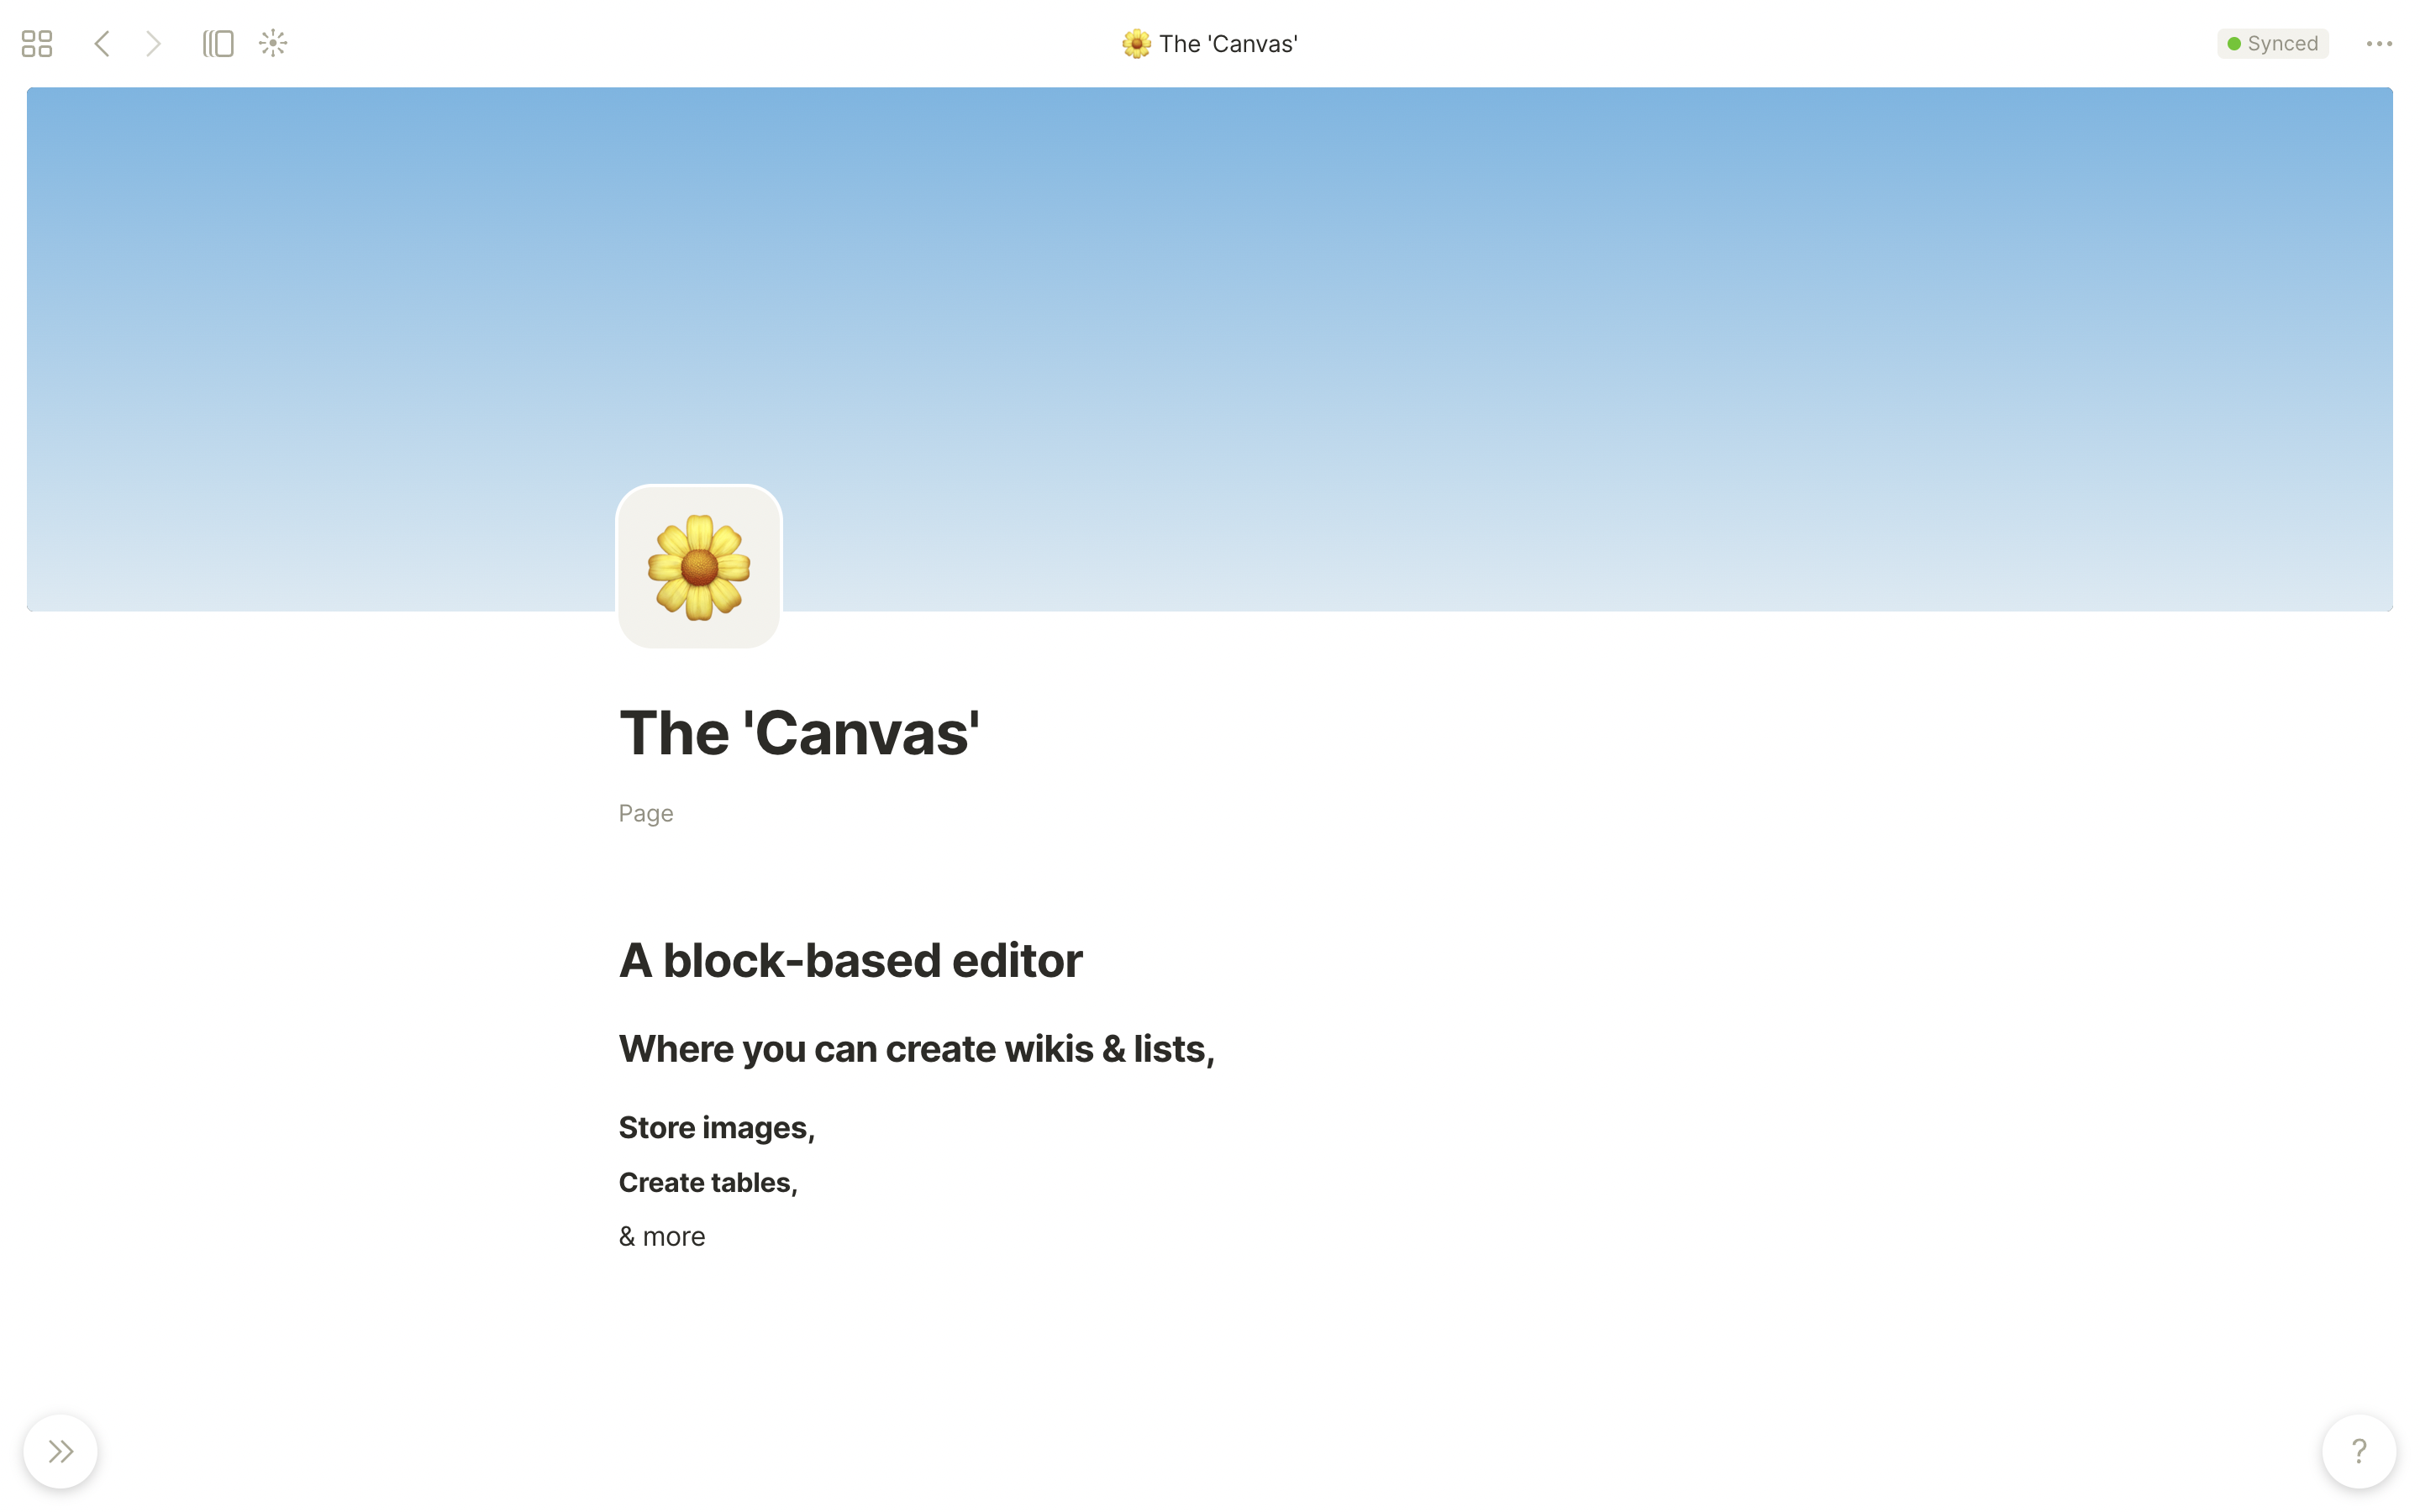 The 'Canvas'
Synced
The 'Canvas'
Page
A block-based editor
Where you can create wikis & lists,
Store images,
Create tables,
& more
?